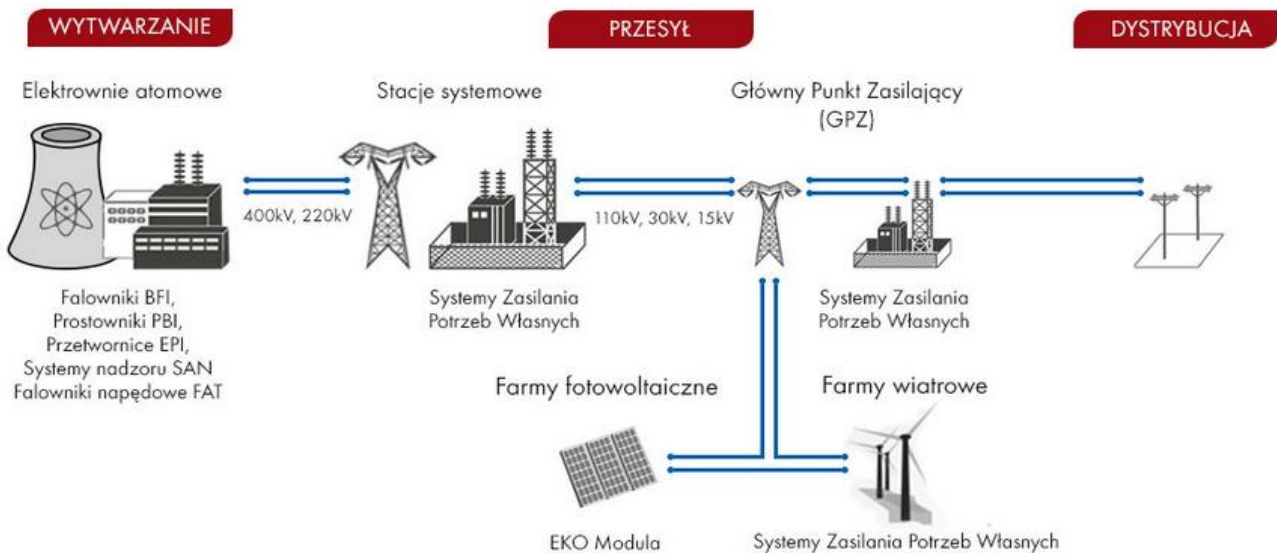 WYTWARZANIE
PRZESYŁ
DYSTRYBUCJA
Elektrownie atomowe
Stacje systemowe
Główny Punkt Zasilający
(GPZ)
400kV, 220kV
110kV, 30kV, 15kV
Falowniki BFI,
Prostowniki PBI,
Przetwornice EPI,
Systemy nadzoru SAN
Falowniki napędowe FAT
Systemy Zasilania
Potrzeb Własnych
Systemy Zasilania
Potrzeb Własnych
Farmy fotowoltaiczne
Farmy wiatrowe
EKO Modula
Systemy Zasilania Potrzeb Własnych